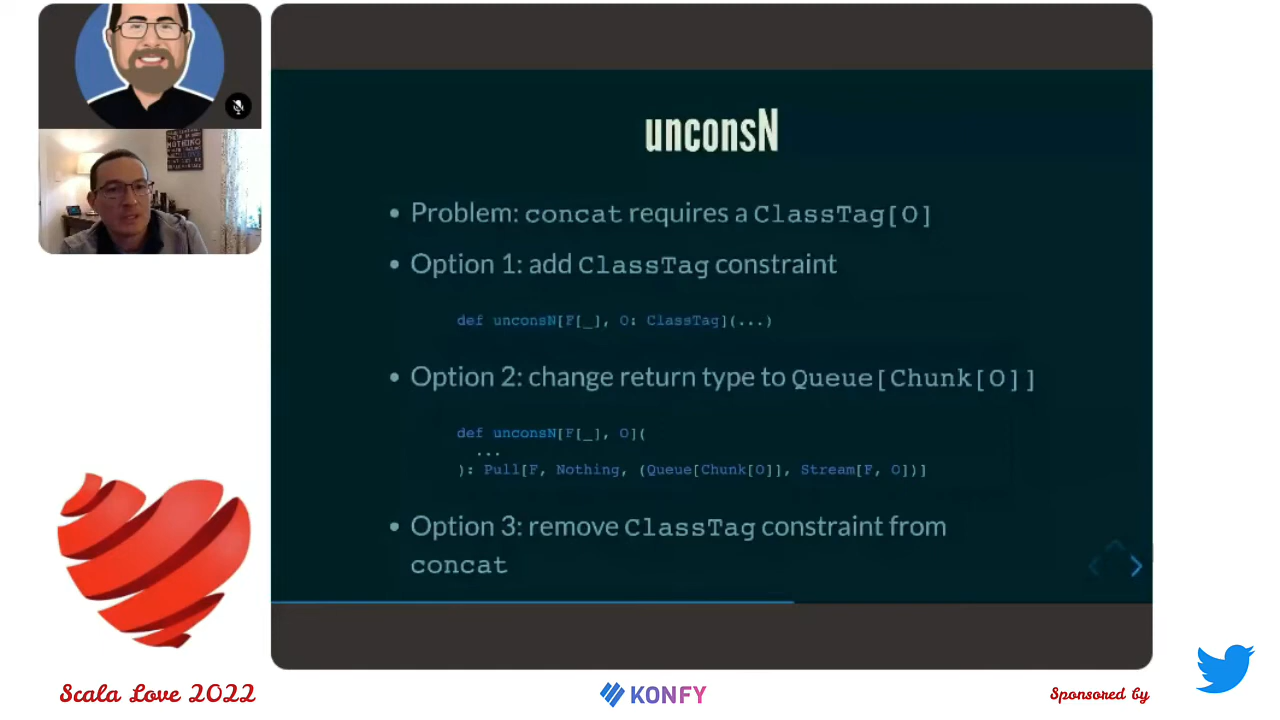 unconsN
Problem: concat requires a ClassTag[O]
Option 1: add ClassTag constraint
def unconsN[F[_], O: ClassTag](...)
Option 2: change return type to Queue[Chunk[O]]
def unconsN[F[_], O](
...
): Pull[F, Nothing, (Queue[Chunk[O]], Stream[F, O])]
Option 3: remove ClassTag constraint from
concat
NOTHING
Scala Love 2022
KONFY
Sponsored by